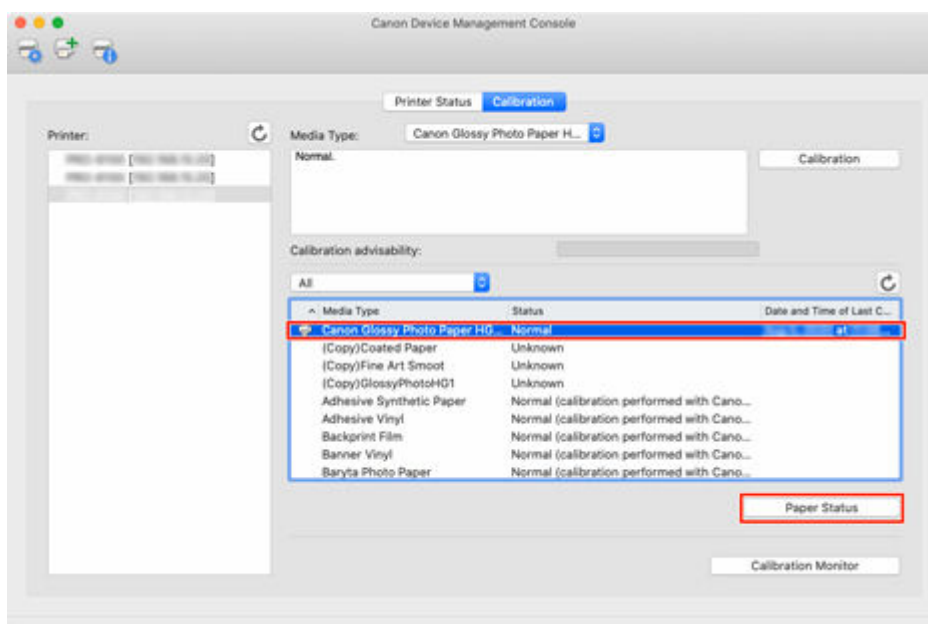 Canon Device Management Console
Printer Status Calibration
Printer:
Media Type: Canon Glossy Photo Paper H...
Normal.
Calibration
Calibration advisability:
All
Media Type Status Date and Time of Last C...
Canon Glossy Photo Paper HG... Normal at
(Copy)Coated Paper Unknown
(Copy)Fine Art Smoot Unknown
(Copy)GlossyPhotoHG1 Unknown
Adhesive Synthetic Paper Normal (calibration performed with Cano...
Adhesive Vinyl Normal (calibration performed with Cano...
Backprint Film Normal (calibration performed with Cano...
Banner Vinyl Normal (calibration performed with Cano...
Baryta Photo Paper Normal (calibration performed with Cano...
Paper Status
Calibration Monitor